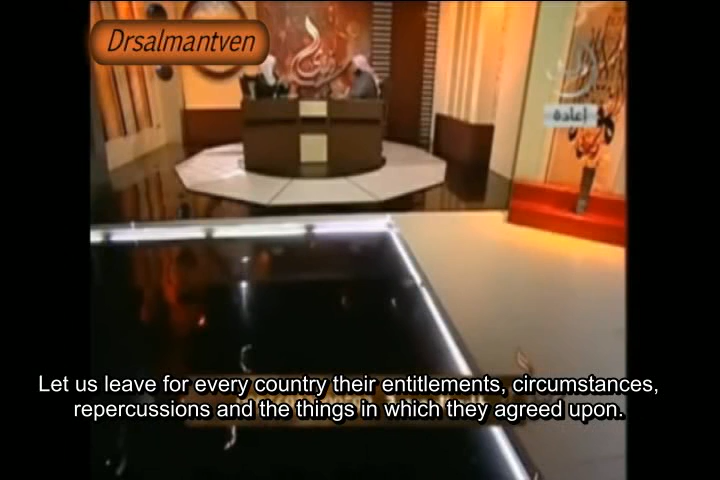 Drsalmantven
إعادة
Let us leave for every country their entitlements, circumstances,
repercussions and the things in which they agreed upon.